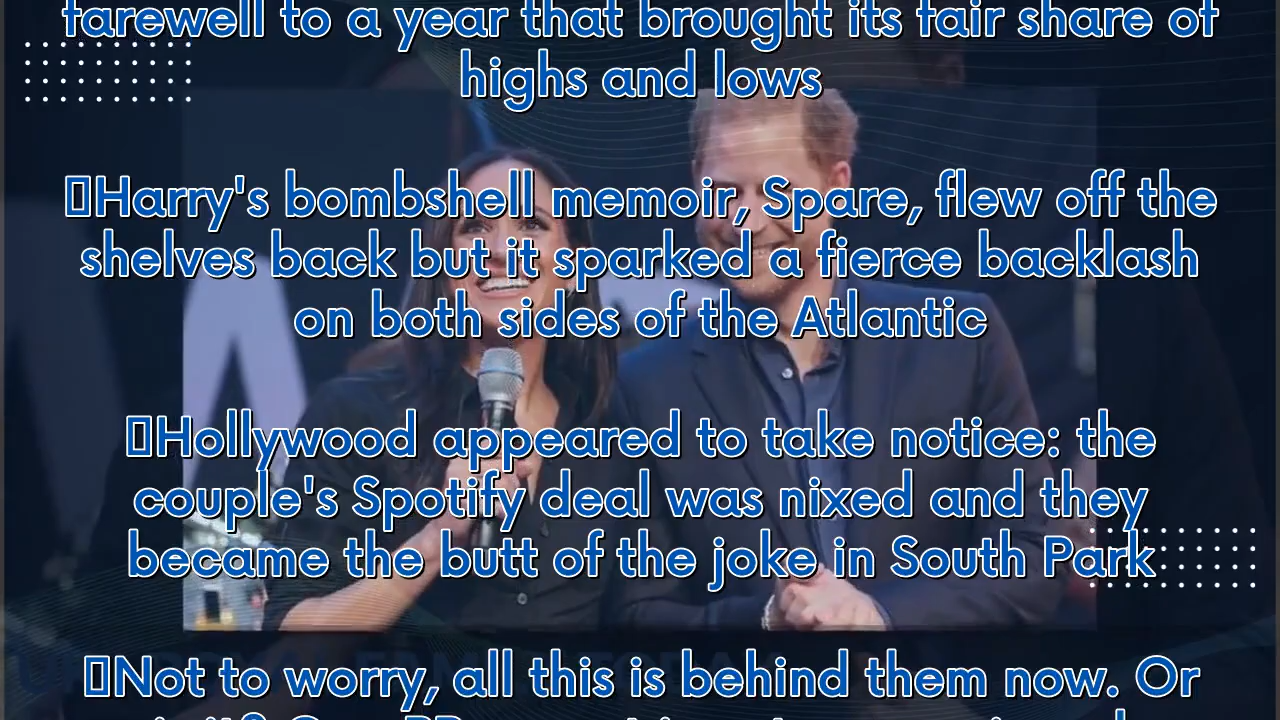 farewell to a year that brought its fair share of
highs and lows
Harry's bombshell memoir, Spare, flew off the
shelves back but it sparked a fierce backlash
on both sides of the Atlantic
Hollywood appeared to take notice: the
couple's Spotify deal was nixed and they
became the butt of the joke in South Park
Not to worry, all this is behind them now. Or